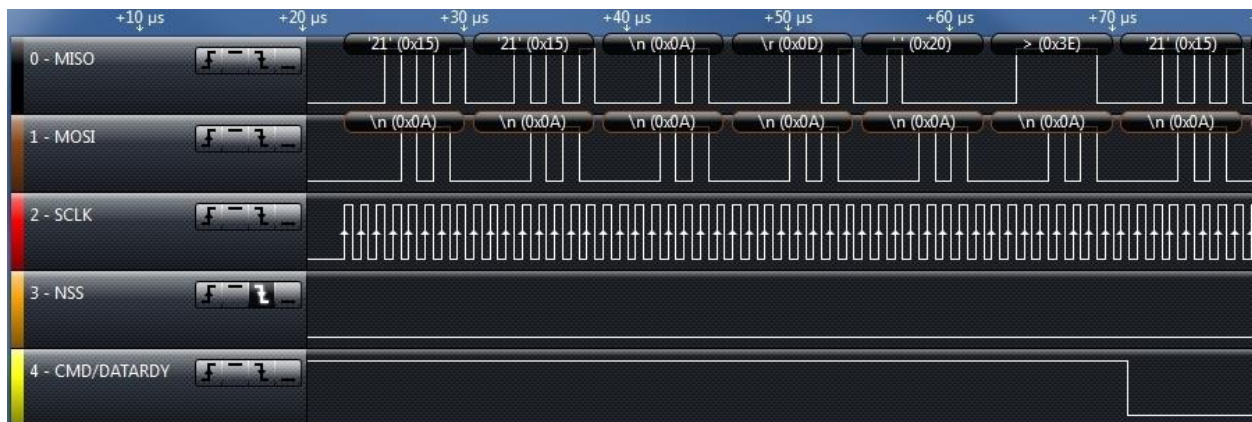 +10 µs +20 µs +30 µs +40 µs +50 µs +60 µs +70 µs
0 - MISO '21' (0x15) '21' (0x15) \n (0x0A) \r (0x0D) ' ' (0x20) > (0x3E) '21' (0x15)
1 - MOSI \n (0x0A) \n (0x0A) \n (0x0A) \n (0x0A) \n (0x0A) \n (0x0A) \n (0x0A)
2 - SCLK
3 - NSS
4 - CMD/DATARDY